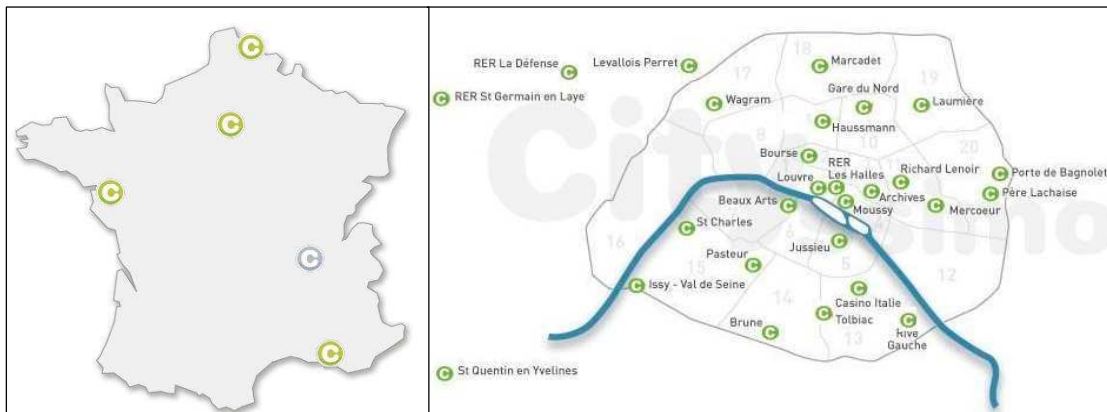 C
C
C
C
C
RER La Défense
Levallois Perret
18
Marcadet
RER St Germain en Laye
17
Gare du Nord
19
Wagram
Laumière
Haussmann
8
10
20
Bourse
RER
Les Halles
Richard Lenoir
Porte de Bagnolet
Louvre
Archives
Père Lachaise
Beaux Arts
Moussy
Mercoeur
St Charles
6
16
Jussieu
Pasteur
15
5
12
Issy - Val de Seine
14
Casino Italie
Tolbiac
Brune
Rive
Gauche
13
St Quentin en Yvelines